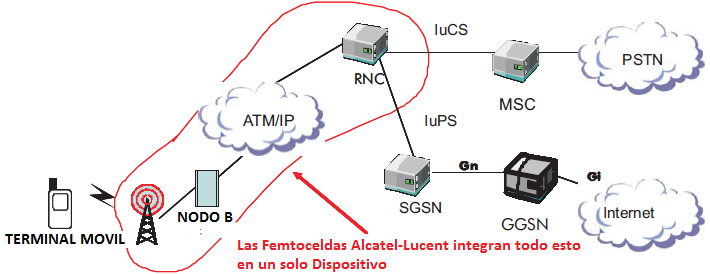 IuCS
RNC
MSC
PSTN
ATM/IP
IuPS
Gn
Gi
SGSN
GGSN
Internet
NODO B
TERMINAL MOVIL
Las Femtoceldas Alcatel-Lucent integran todo esto
en un solo Dispositivo